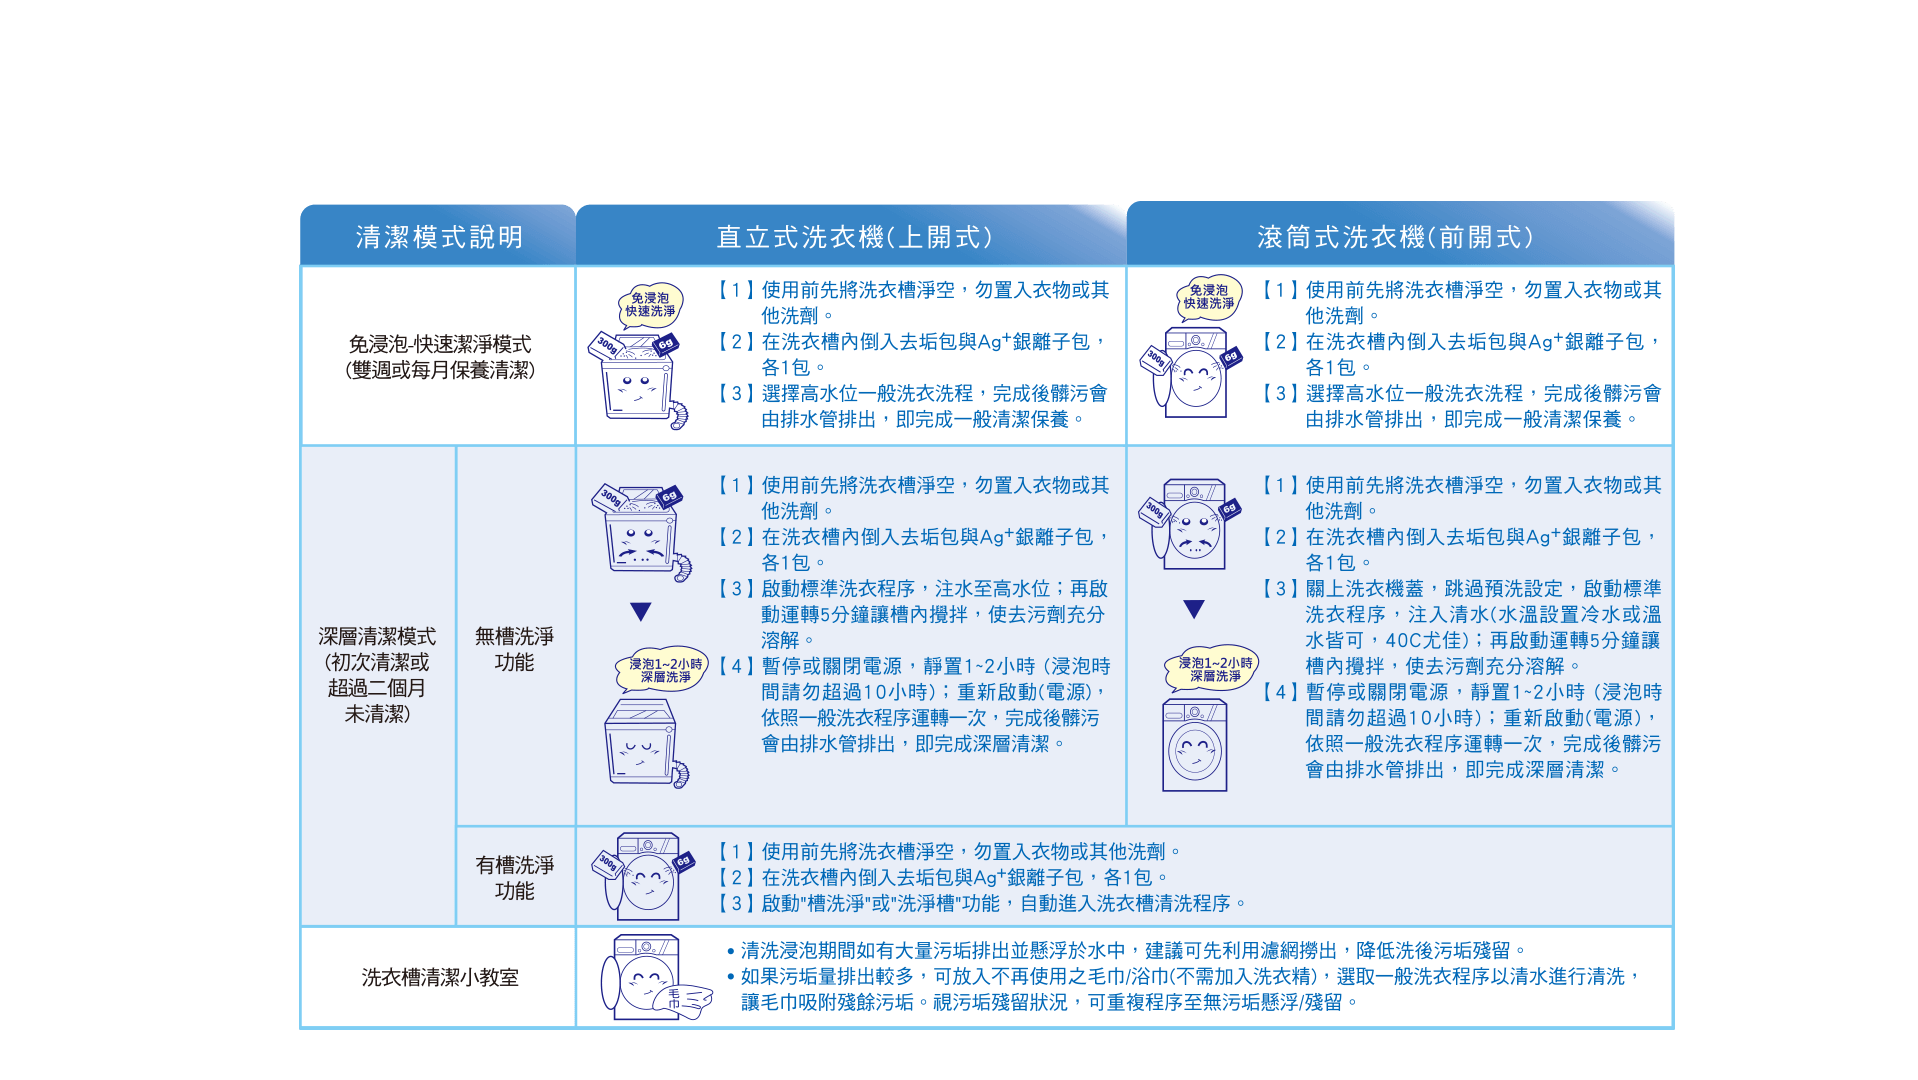 清潔模式說明
直立式洗衣機(上開式)
滾筒式洗衣機(前開式)
免浸泡-快速潔淨模式
(雙週或每月保養清潔)
免浸泡
快速洗淨
300g
6g
【1】使用前先將洗衣槽淨空，勿置入衣物或其
他洗劑。
【2】在洗衣槽內倒入去垢包與Ag⁺銀離子包，
各1包。
【3】選擇高水位一般洗衣洗程，完成後髒污會
由排水管排出，即完成一般清潔保養。
免浸泡
快速洗淨
300g
6g
【1】使用前先將洗衣槽淨空，勿置入衣物或其
他洗劑。
【2】在洗衣槽內倒入去垢包與Ag⁺銀離子包，
各1包。
【3】選擇高水位一般洗衣洗程，完成後髒污會
由排水管排出，即完成一般清潔保養。
深層清潔模式
(初次清潔或
超過二個月
未清潔)
無槽洗淨
功能
300g
6g
浸泡1~2小時
深層洗淨
【1】使用前先將洗衣槽淨空，勿置入衣物或其
他洗劑。
【2】在洗衣槽內倒入去垢包與Ag⁺銀離子包，
各1包。
【3】啟動標準洗衣程序，注水至高水位；再啟
動運轉5分鐘讓槽內攪拌，使去污劑充分
溶解。
【4】暫停或關閉電源，靜置1~2小時 (浸泡時
間請勿超過10小時)；重新啟動(電源)，
依照一般洗衣程序運轉一次，完成後髒污
會由排水管排出，即完成深層清潔。
300g
6g
浸泡1~2小時
深層洗淨
【1】使用前先將洗衣槽淨空，勿置入衣物或其
他洗劑。
【2】在洗衣槽內倒入去垢包與Ag⁺銀離子包，
各1包。
【3】關上洗衣機蓋，跳過預洗設定，啟動標準
洗衣程序，注入清水(水溫設置冷水或溫
水皆可，40C尤佳)；再啟動運轉5分鐘讓
槽內攪拌，使去污劑充分溶解。
【4】暫停或關閉電源，靜置1~2小時 (浸泡時
間請勿超過10小時)；重新啟動(電源)，
依照一般洗衣程序運轉一次，完成後髒污
會由排水管排出，即完成深層清潔。
有槽洗淨
功能
300g
6g
【1】使用前先將洗衣槽淨空，勿置入衣物或其他洗劑。
【2】在洗衣槽內倒入去垢包與Ag⁺銀離子包，各1包。
【3】啟動"槽洗淨"或"洗淨槽"功能，自動進入洗衣槽清洗程序。
洗衣槽清潔小教室
毛
巾
• 清洗浸泡期間如有大量污垢排出並懸浮於水中，建議可先利用濾網撈出，降低洗後污垢殘留。
• 如果污垢量排出較多，可放入不再使用之毛巾/浴巾(不需加入洗衣精)，選取一般洗衣程序以清水進行清洗，
讓毛巾吸附殘餘污垢。視污垢殘留狀況，可重複程序至無污垢懸浮/殘留。